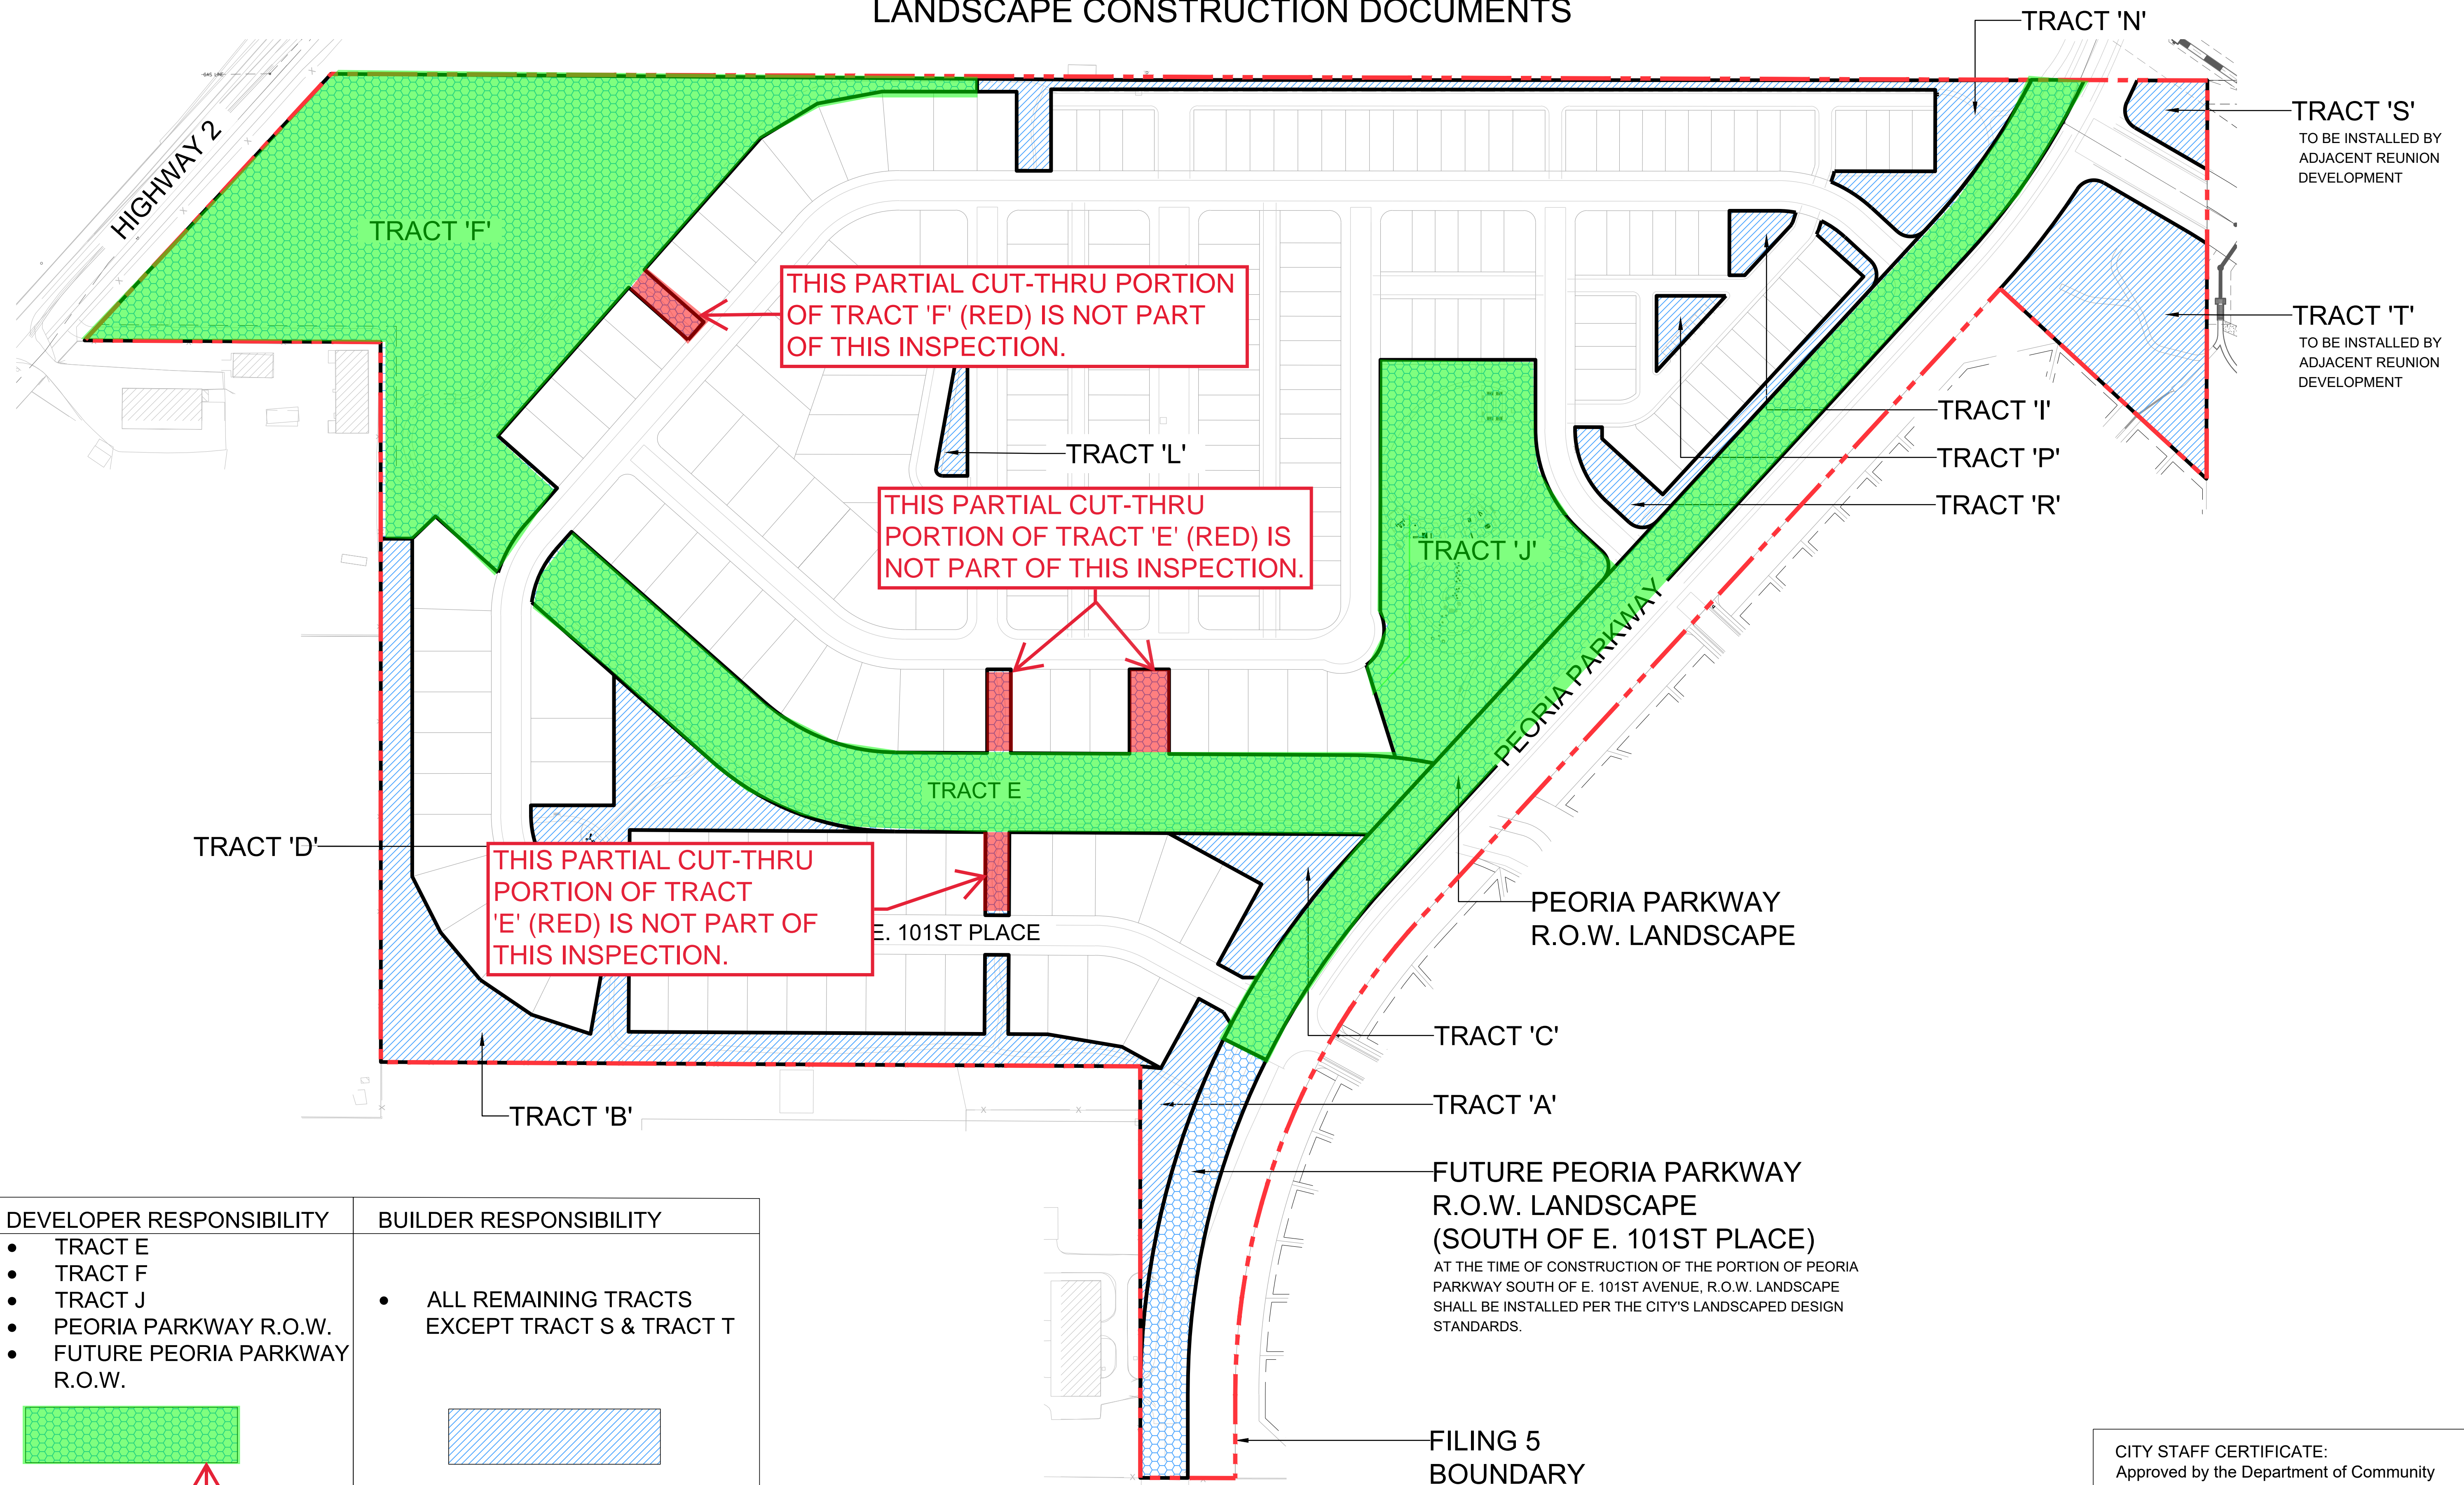 LANDSCAPE CONSTRUCTION DOCUMENTS
TRACT 'N'
TRACT 'S'
TO BE INSTALLED BY
ADJACENT REUNION
DEVELOPMENT
HIGHWAY 2
TRACT 'F'
THIS PARTIAL CUT-THRU PORTION
OF TRACT 'F' (RED) IS NOT PART
OF THIS INSPECTION.
TRACT 'T'
TO BE INSTALLED BY
ADJACENT REUNION
DEVELOPMENT
TRACT 'I'
TRACT 'L'
TRACT 'P'
TRACT 'R'
THIS PARTIAL CUT-THRU
PORTION OF TRACT 'E' (RED) IS
NOT PART OF THIS INSPECTION.
TRACT 'J'
PEORIA PARKWAY
TRACT E
TRACT 'D'
THIS PARTIAL CUT-THRU
PORTION OF TRACT
'E' (RED) IS NOT PART OF
THIS INSPECTION.
E. 101ST PLACE
PEORIA PARKWAY
R.O.W. LANDSCAPE
TRACT 'C'
TRACT 'A'
TRACT 'B'
FUTURE PEORIA PARKWAY
R.O.W. LANDSCAPE
(SOUTH OF E. 101ST PLACE)
AT THE TIME OF CONSTRUCTION OF THE PORTION OF PEORIA
PARKWAY SOUTH OF E. 101ST AVENUE, R.O.W. LANDSCAPE
SHALL BE INSTALLED PER THE CITY'S LANDSCAPED DESIGN
STANDARDS.
DEVELOPER RESPONSIBILITY
• TRACT E
• TRACT F
• TRACT J
• PEORIA PARKWAY R.O.W.
• FUTURE PEORIA PARKWAY
R.O.W.
BUILDER RESPONSIBILITY
• ALL REMAINING TRACTS
EXCEPT TRACT S & TRACT T
FILING 5
BOUNDARY
CITY STAFF CERTIFICATE:
Approved by the Department of Community